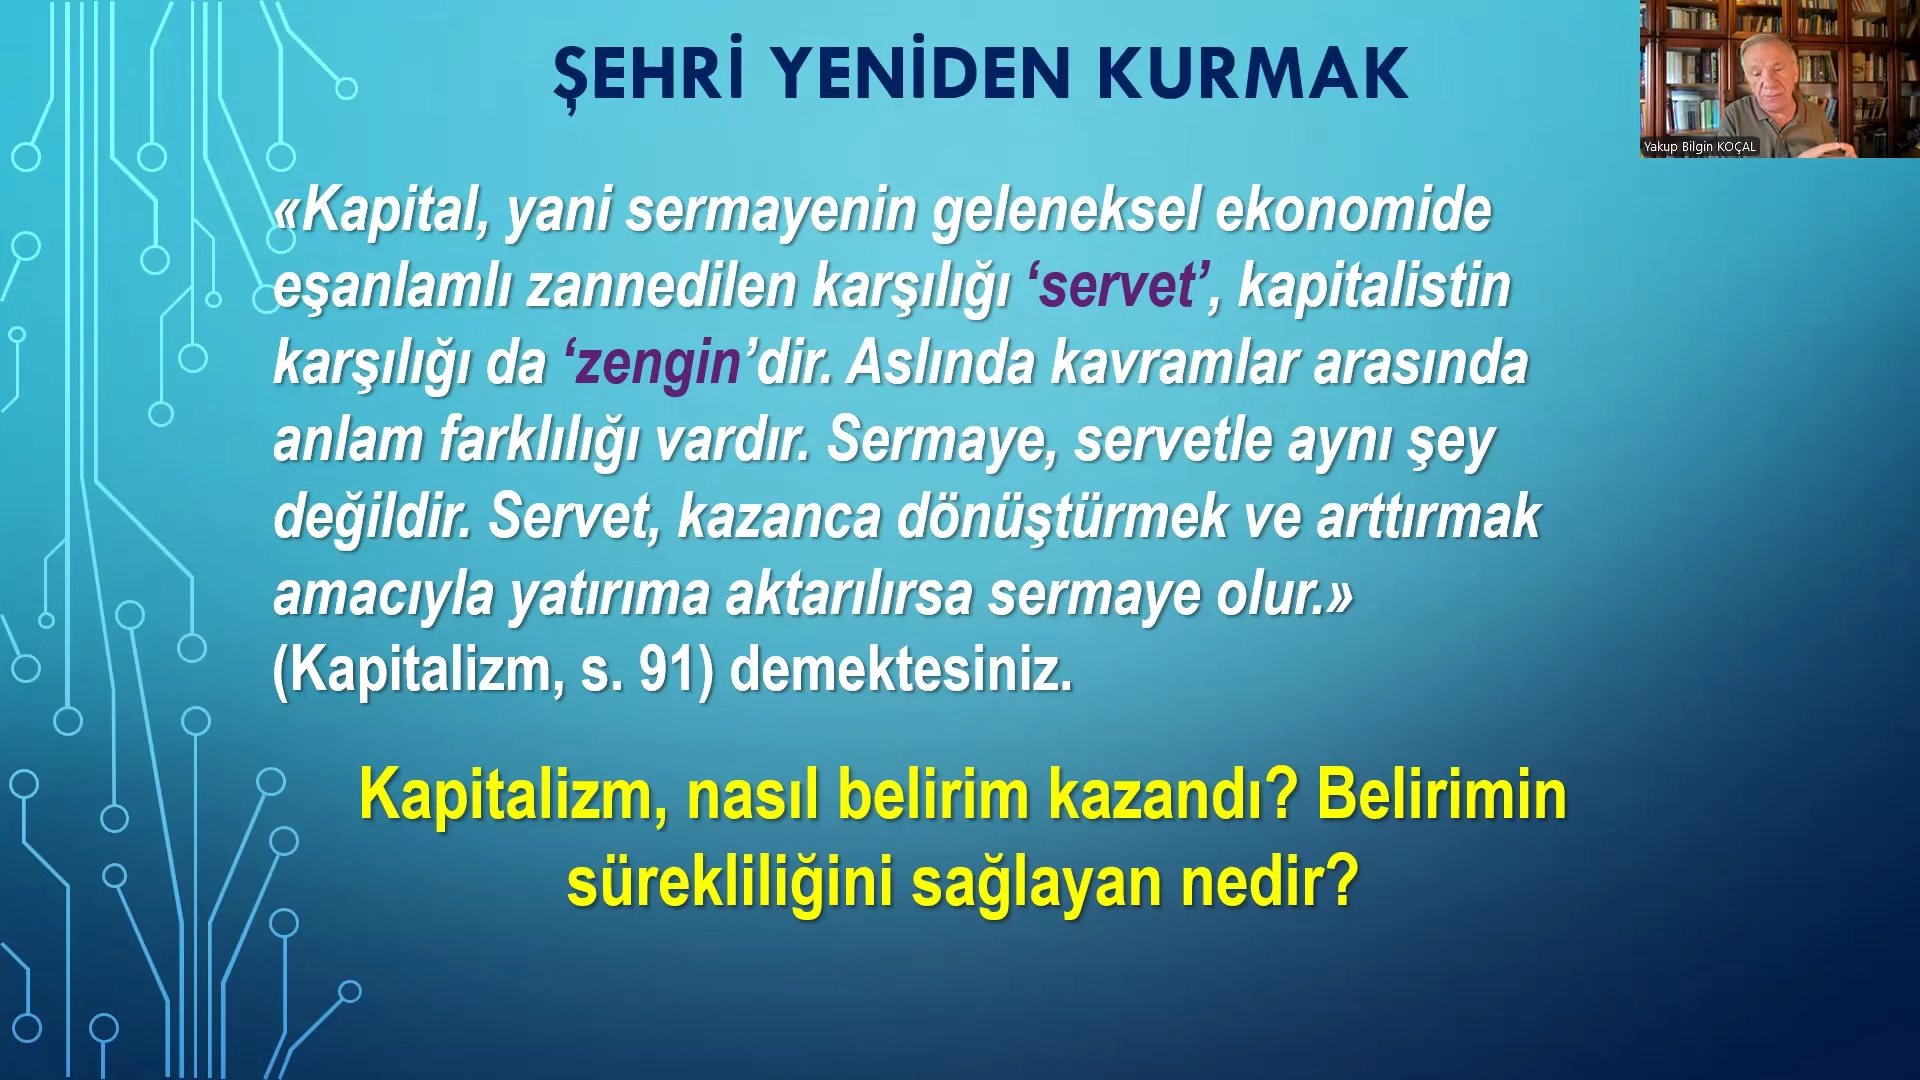 ŞEHRİ YENİDEN KURMAK
Yakup Bilgin KOÇAL
«Kapital, yani sermayenin geleneksel ekonomide
eşanlamlı zannedilen karşılığı ‘servet’, kapitalistin
karşılığı da ‘zengin’dir. Aslında kavramlar arasında
anlam farklılığı vardır. Sermaye, servetle aynı şey
değildir. Servet, kazanca dönüştürmek ve arttırmak
amacıyla yatırıma aktarılırsa sermaye olur.»
(Kapitalizm, s. 91) demektesiniz.
Kapitalizm, nasıl belirim kazandı? Belirimin
sürekliliğini sağlayan nedir?